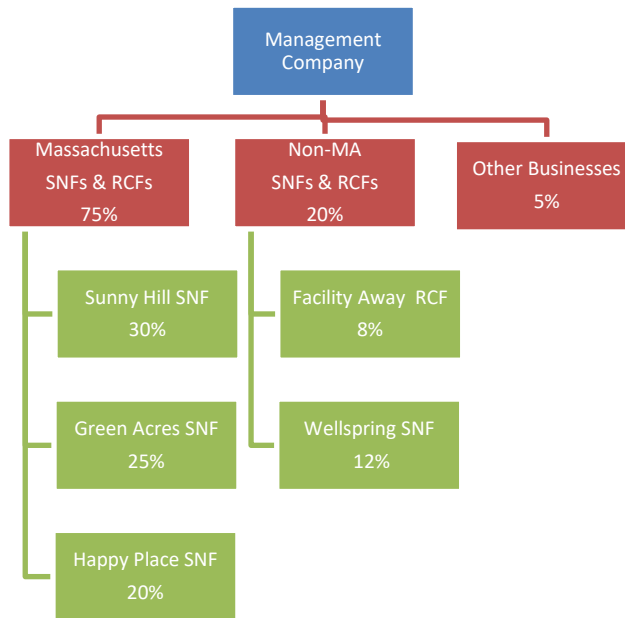 Management
Company
Massachusetts
SNFs & RCFs
75%
Non-MA
SNFs & RCFs
20%
Other Businesses
5%
Sunny Hill SNF
30%
Facility Away RCF
8%
Green Acres SNF
25%
Wellspring SNF
12%
Happy Place SNF
20%